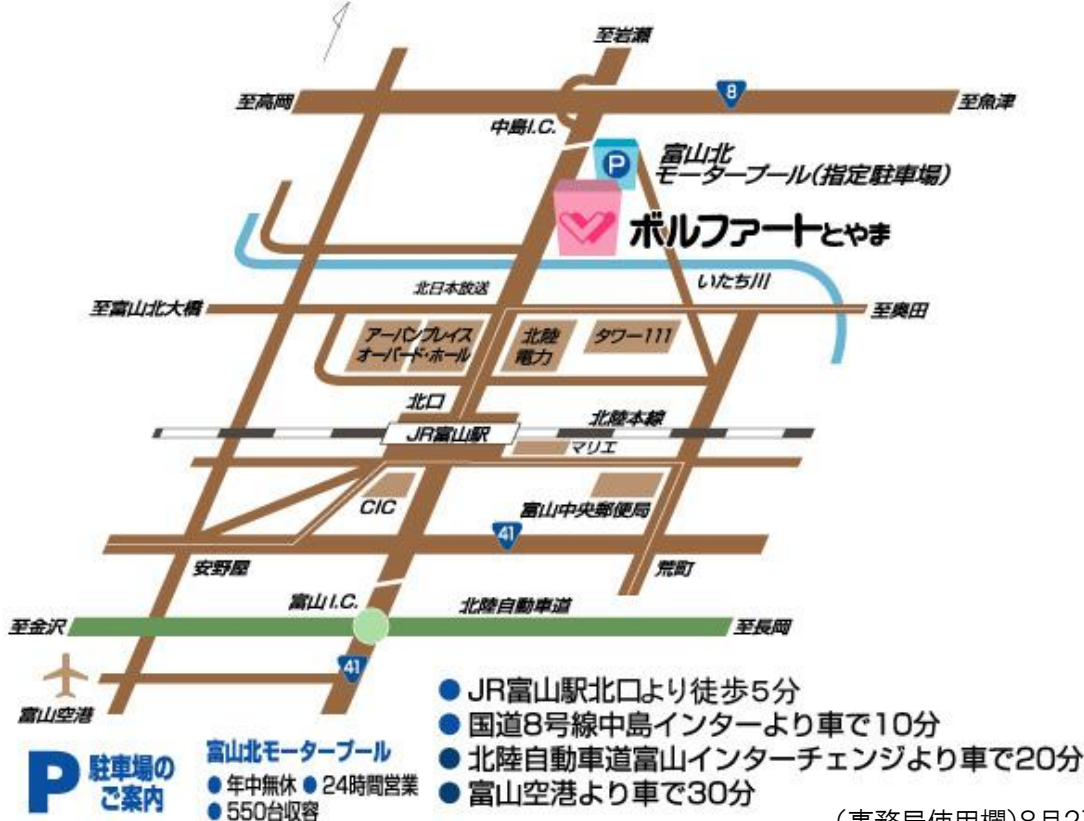 至岩瀬
至高岡
8
至魚津
中島I.C.
P
富山北
モータープール(指定駐車場)
ボルファートとやま
北日本放送
いたち川
至富山北大橋
至奥田
アーバンプレイス
オーバード・ホール
北陸
電力
タワー111
北口
北陸本線
JR富山駅
マリエ
CIC
富山中央郵便局
41
安野屋
荒町
富山I.C.
北陸自動車道
至金沢
至長岡
41
富山空港
● JR富山駅北口より徒歩5分
● 国道8号線中島インターより車で10分
● 北陸自動車道富山インターチェンジより車で20分
● 富山空港より車で30分
P 駐車場の
ご案内
富山北モータープール
● 年中無休 ● 24時間営業
● 550台収容
(事務局使用欄)8月2